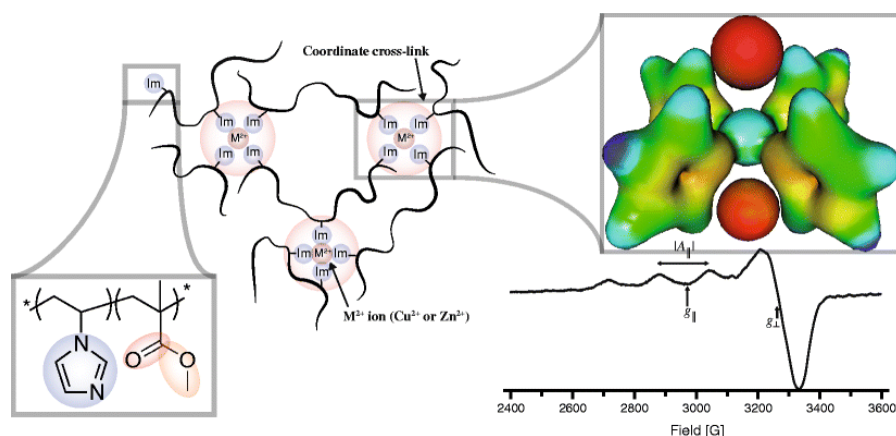 Coordinate cross-link
Im
Im
Im
M²⁺
Im
Im
Im
Im
M²⁺
Im
Im
Im
Im
M²⁺
Im
Im
M²⁺ ion (Cu²⁺ or Zn²⁺)
*
*
N
N
O
O
|A∥|
g∥
g⊥
2400
2600
2800
3000
3200
3400
3600
Field [G]